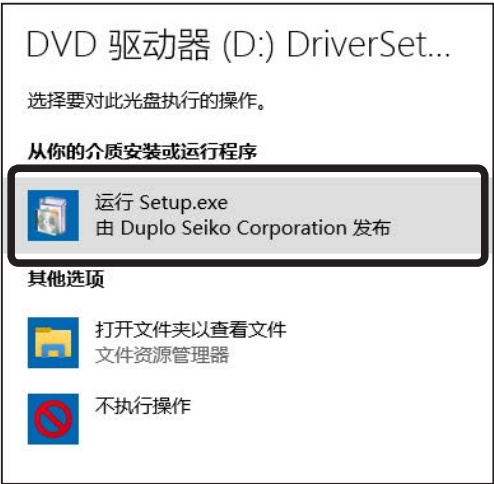 DVD 驱动器 (D:) DriverSet...
选择要对此光盘执行的操作。
从你的介质安装或运行程序
运行 Setup.exe
由 Duplo Seiko Corporation 发布
其他选项
打开文件夹以查看文件
文件资源管理器
不执行操作